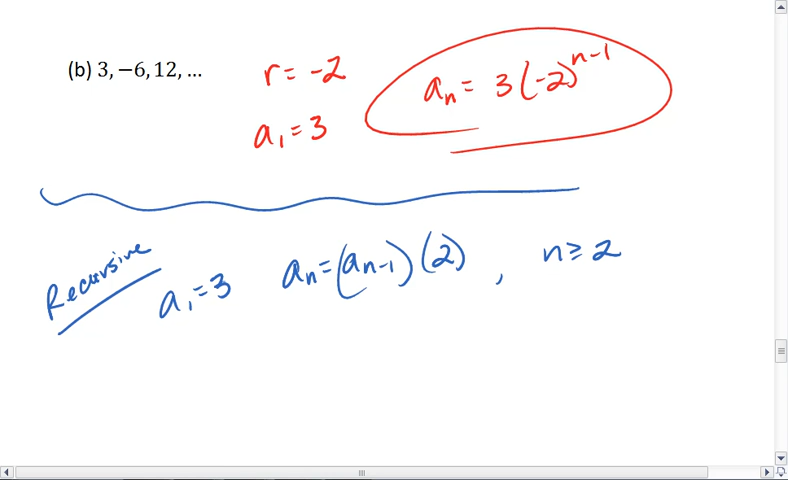 (b) 3, −6, 12, ... r = -2 aₙ = 3(-2)ⁿ⁻¹
a₁ = 3
Recursive a₁ = 3 aₙ = (aₙ₋₁)(2), n ≥ 2